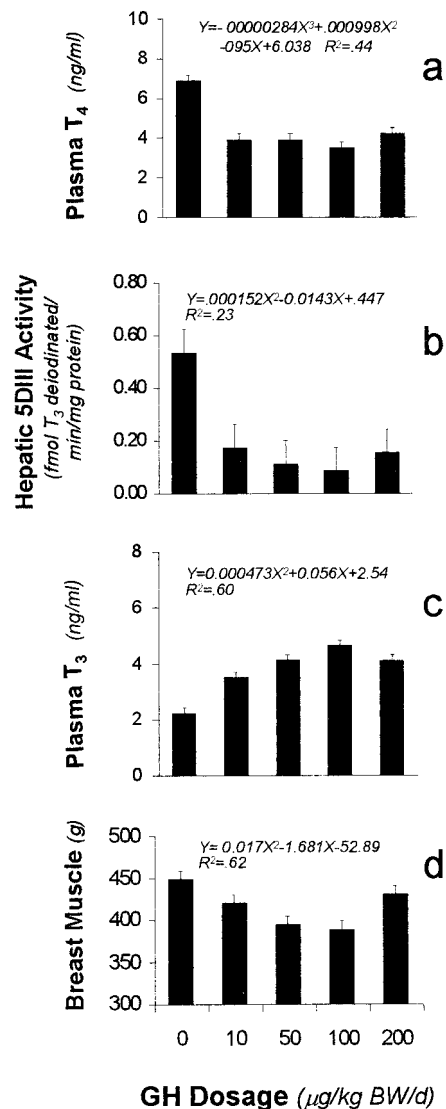 Y=-.00000284X³+.000998X²
-095X+6.038 R²=.44
a
Plasma T₄ (ng/ml)
10
8
6
4
2
0
Y=.000152X²-0.0143X+.447
R²=.23
b
Hepatic 5DIII Activity
(fmol T₃ deiodinated/
min/mg protein)
0.80
0.60
0.40
0.20
0.00
Y=0.000473X²+0.056X+2.54
R²=.60
c
Plasma T₃ (ng/ml)
8
6
4
2
0
Y= 0.017X²-1.681X-52.89
R²=.62
d
Breast Muscle (g)
500
450
400
350
300
0 10 50 100 200
GH Dosage (μg/kg BW/d)